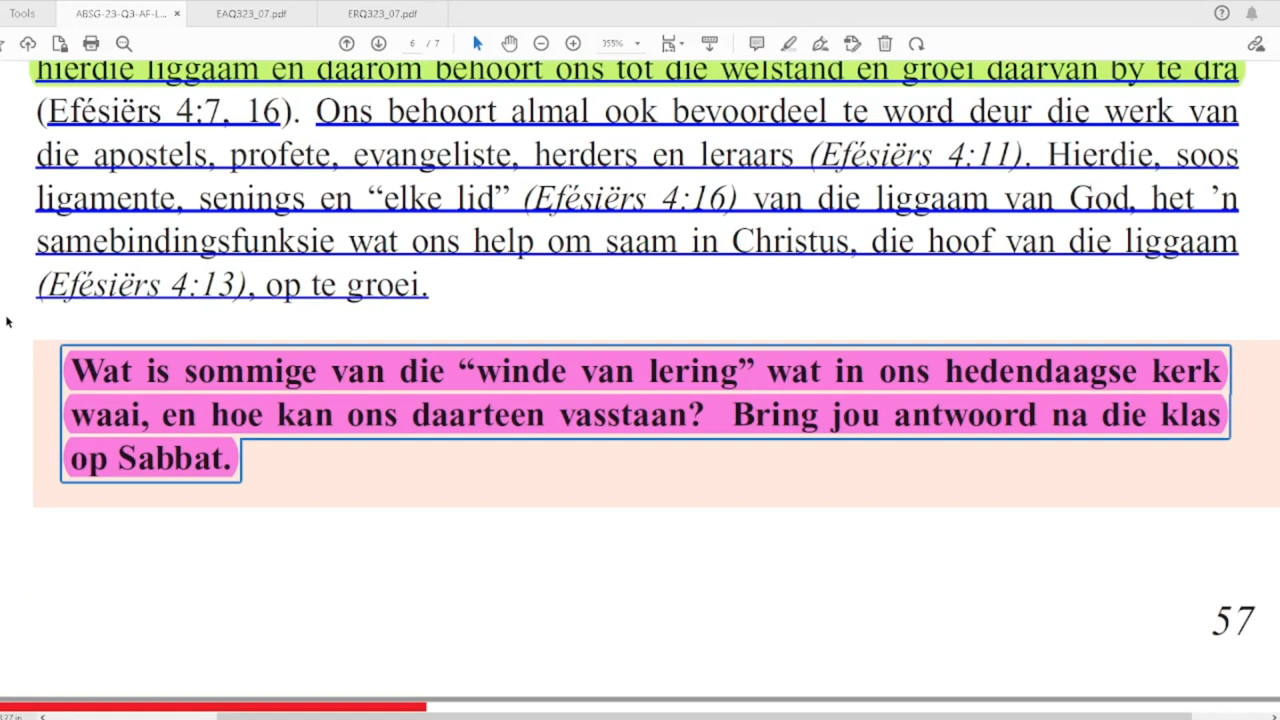 Tools
ABSG-23-Q3-AF-L... ×
EAQ323_07.pdf
ERQ323_07.pdf
6 / 7
355%
hierdie liggaam en daarom behoort ons tot die welstand en groei daarvan by te dra
(Efésiërs 4:7, 16). Ons behoort almal ook bevoordeel te word deur die werk van
die apostels, profete, evangeliste, herders en leraars (Efésiërs 4:11). Hierdie, soos
ligamente, senings en “elke lid” (Efésiërs 4:16) van die liggaam van God, het ’n
samebindingsfunksie wat ons help om saam in Christus, die hoof van die liggaam
(Efésiërs 4:13), op te groei.
Wat is sommige van die “winde van lering” wat in ons hedendaagse kerk
waai, en hoe kan ons daarteen vasstaan? Bring jou antwoord na die klas
op Sabbat.
57